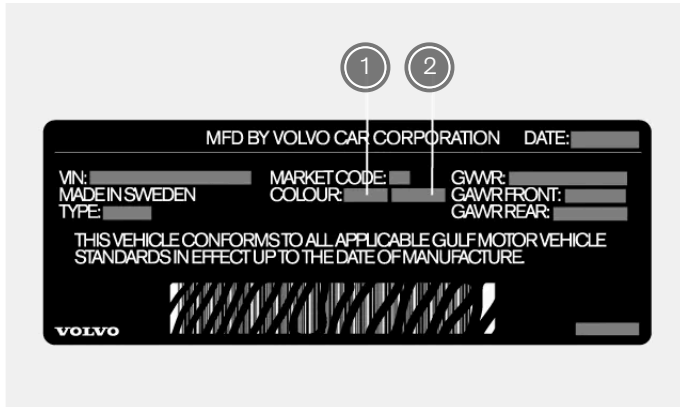 1 2
MFD BY VOLVO CAR CORPORATION DATE:
VIN: MARKET CODE: GVWR:
MADE IN SWEDEN COLOUR: GAWR FRONT:
TYPE: GAWR REAR:
THIS VEHICLE CONFORMS TO ALL APPLICABLE GULF MOTOR VEHICLE
STANDARDS IN EFFECT UP TO THE DATE OF MANUFACTURE.
VOLVO